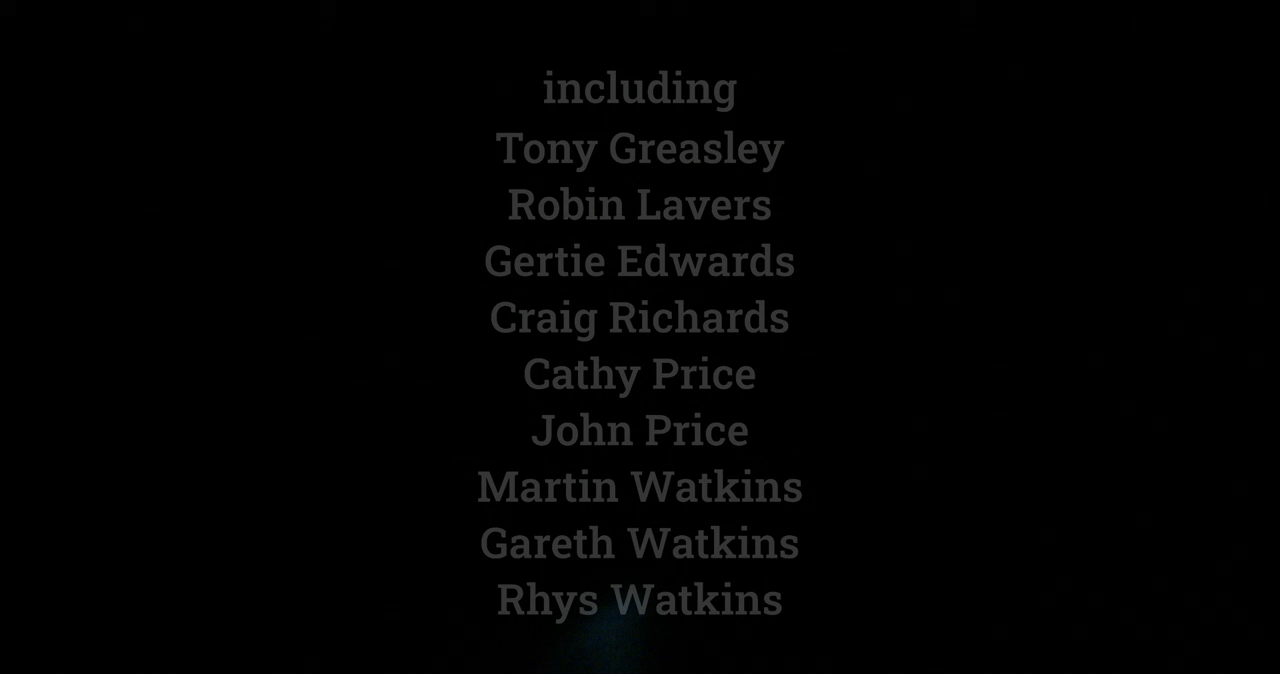 including
Tony Greasley
Robin Lavers
Gertie Edwards
Craig Richards
Cathy Price
John Price
Martin Watkins
Gareth Watkins
Rhys Watkins